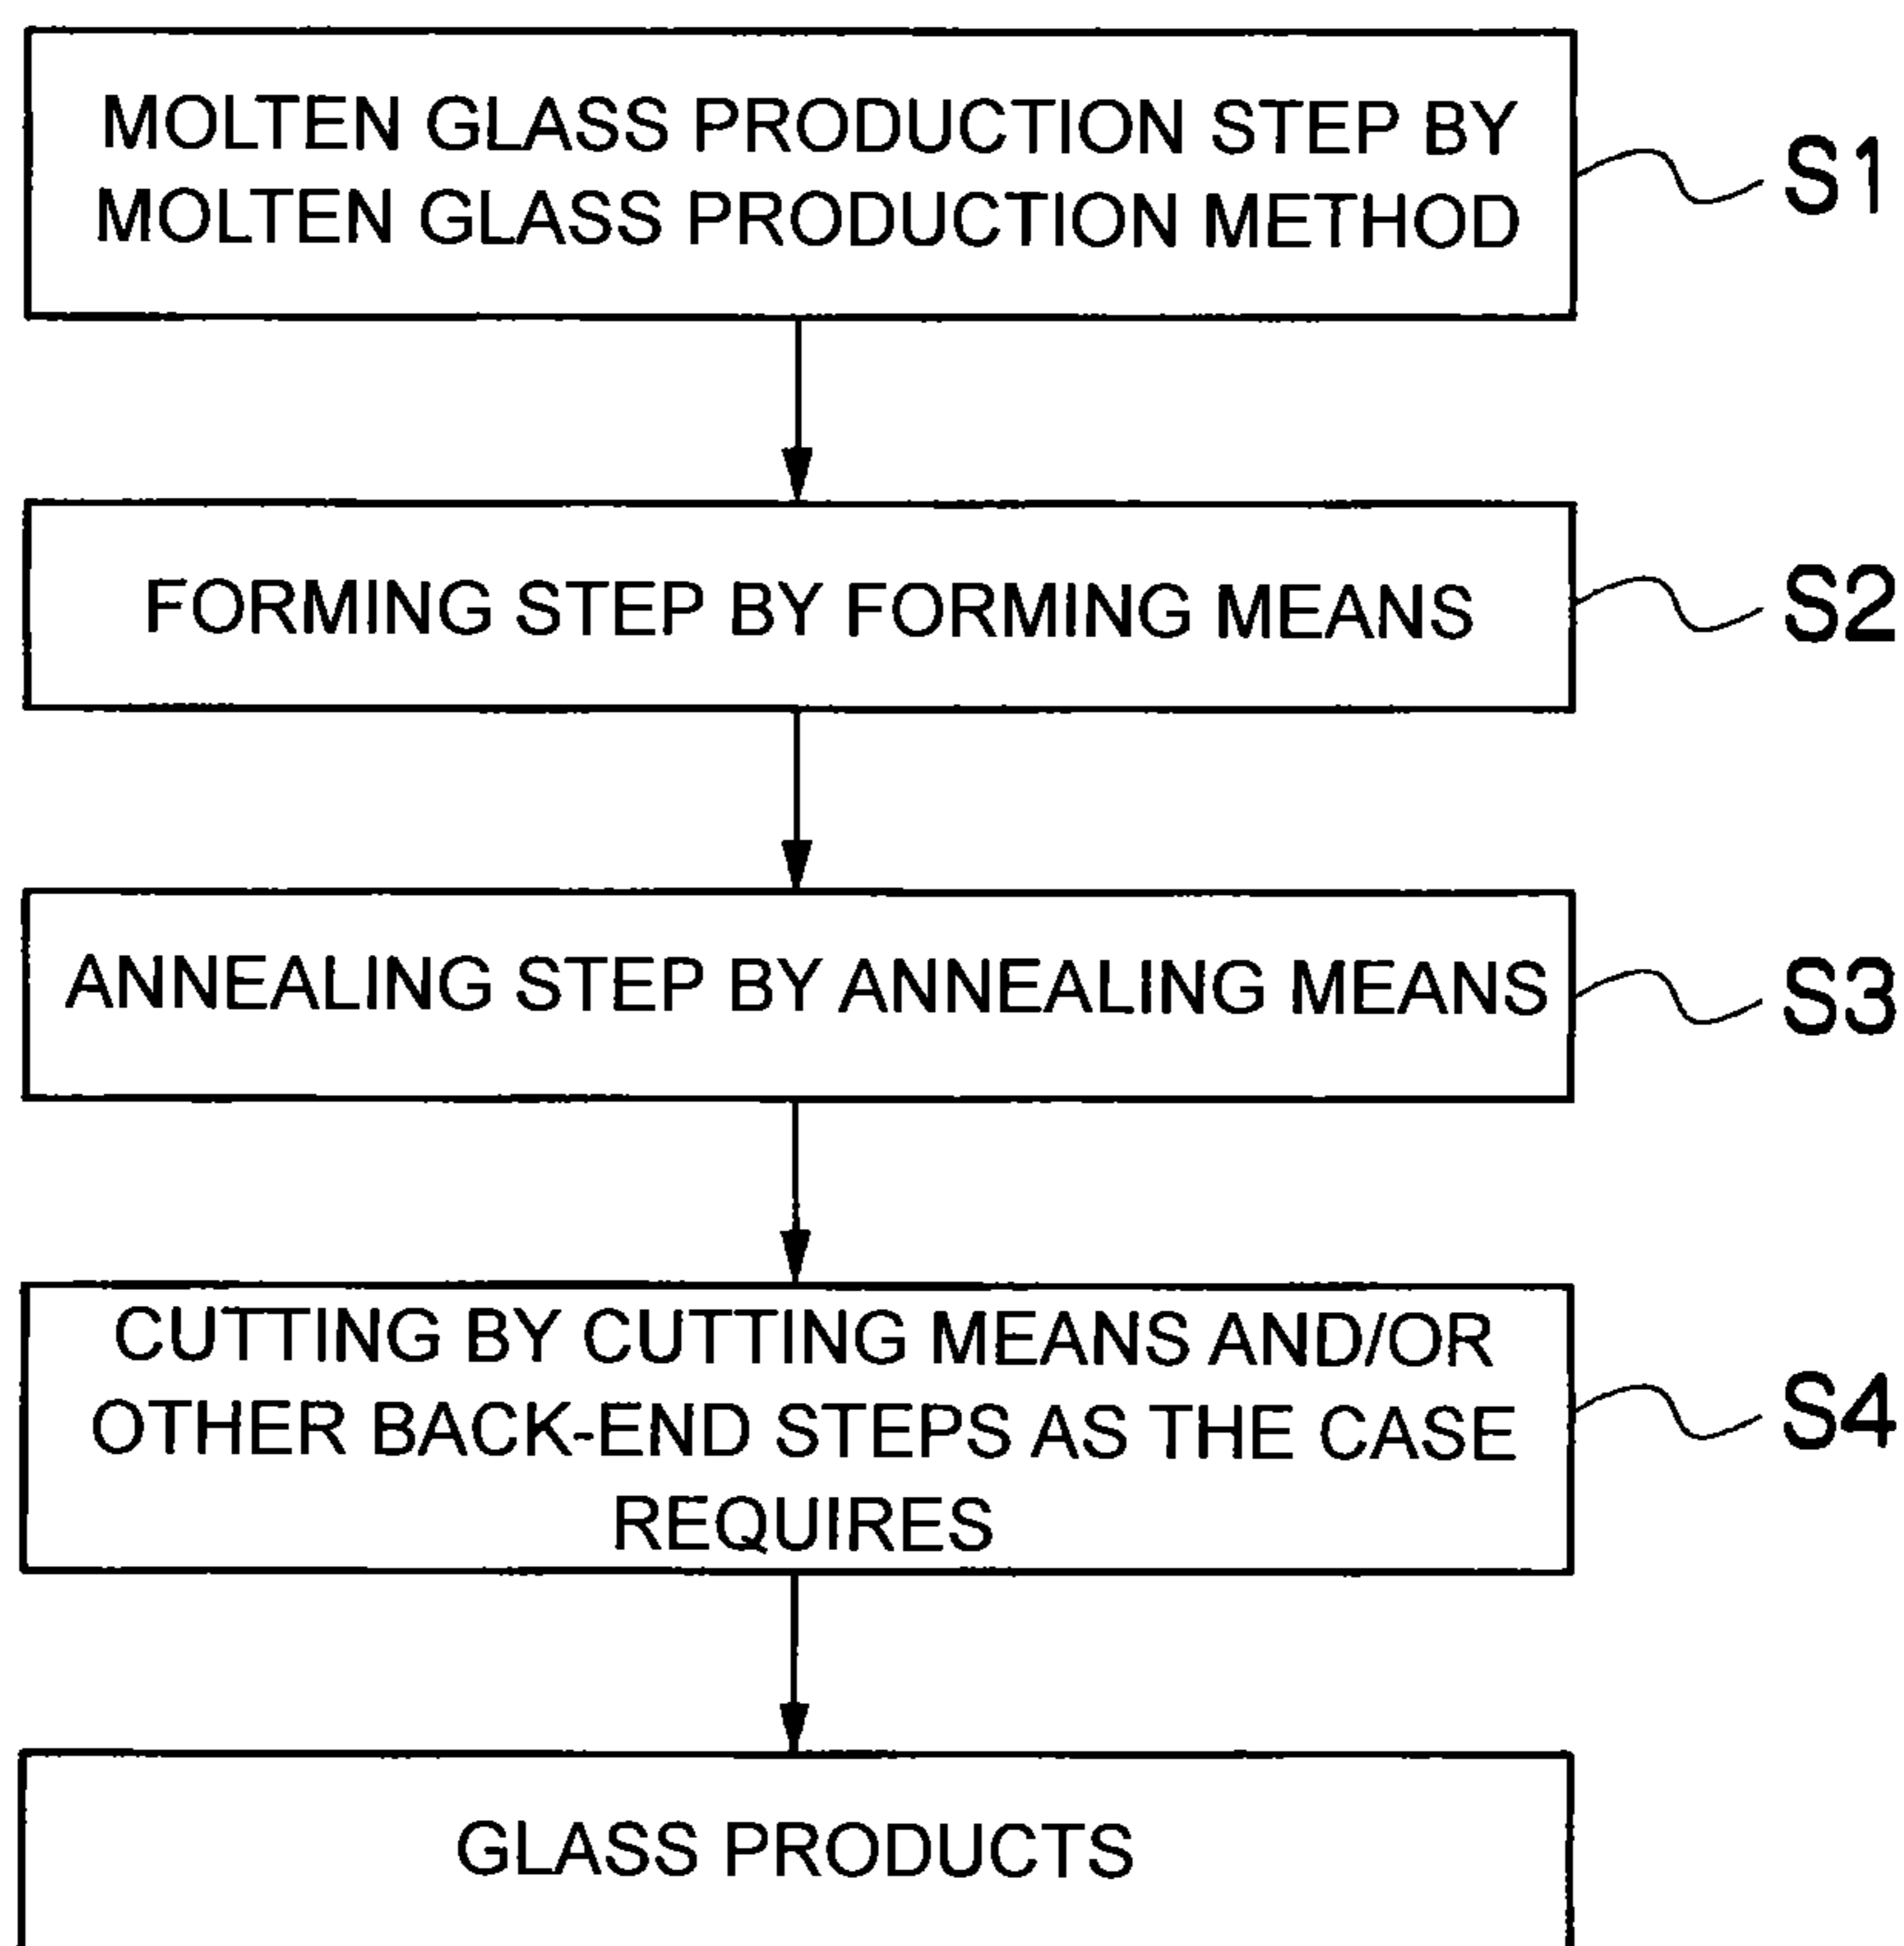 MOLTEN GLASS PRODUCTION STEP BY
MOLTEN GLASS PRODUCTION METHOD
S1
FORMING STEP BY FORMING MEANS
S2
ANNEALING STEP BY ANNEALING MEANS
S3
CUTTING BY CUTTING MEANS AND/OR
OTHER BACK-END STEPS AS THE CASE
REQUIRES
S4
GLASS PRODUCTS